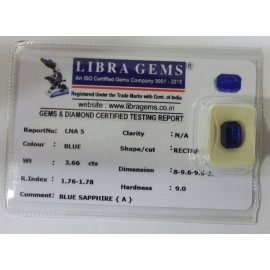 LIBRA GEMS
An ISO Certified Gems Company 9001 - 2015
Registered Under the Trade Marks with Govt. of India
website : www.libragems.co.in
GEMS & DIAMOND CERTIFIED TESTING REPORT
ReportNo: LNA 5 Clarity : N/A
Colour : BLUE Shape/cut :
Wt : 3.66 cts Dimension :
R.Index : 1.76-1.78 Hardness : 9.0
Comment : BLUE SAPPHIRE ( A )